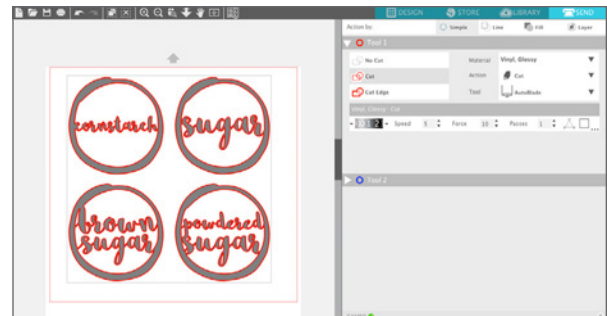 DESIGN STORE LIBRARY SEND
Action by: Simple Line Fill Layer
Tool 1
No Cut Material Vinyl, Glossy
Cut Action Cut
Cut Edge Tool AutoBlade
Vinyl, Glossy : Cut
2 Speed 5 Force 10 Passes 1 ...
Tool 2
cornstarch sugar
brown sugar
powdered sugar